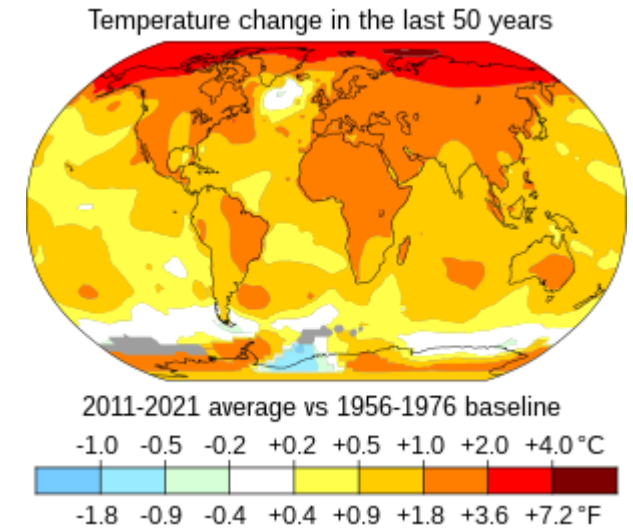 Temperature change in the last 50 years
2011-2021 average vs 1956-1976 baseline
-1.0 -0.5 -0.2 +0.2 +0.5 +1.0 +2.0 +4.0 °C
-1.8 -0.9 -0.4 +0.4 +0.9 +1.8 +3.6 +7.2 °F